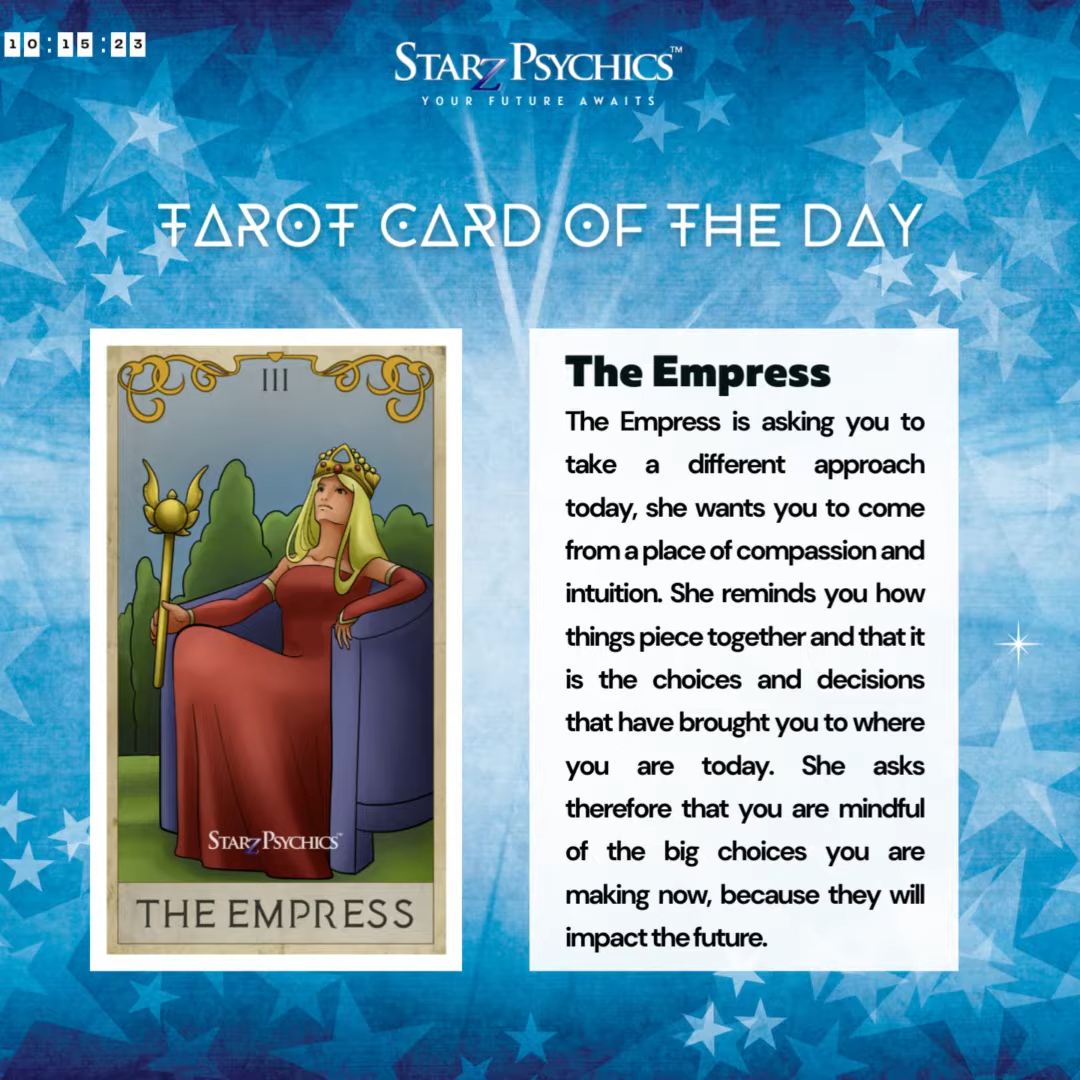 10:15:23
STARZ PSYCHICS™
YOUR FUTURE AWAITS
TAROT CARD OF THE DAY
III
STARZ PSYCHICS™
THE EMPRESS
The Empress
The Empress is asking you to
take a different approach
today, she wants you to come
from a place of compassion and
intuition. She reminds you how
things piece together and that it
is the choices and decisions
that have brought you to where
you are today. She asks
therefore that you are mindful
of the big choices you are
making now, because they will
impact the future.